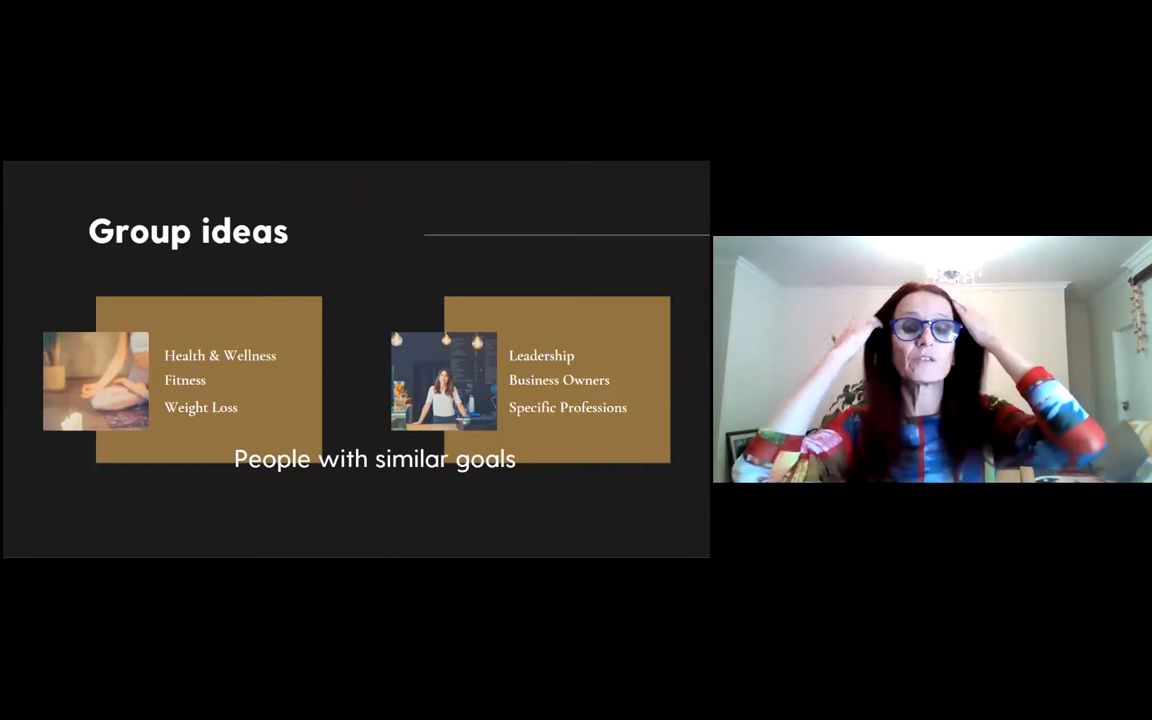 Group ideas
Health & Wellness
Fitness
Weight Loss
Leadership
Business Owners
Specific Professions
People with similar goals